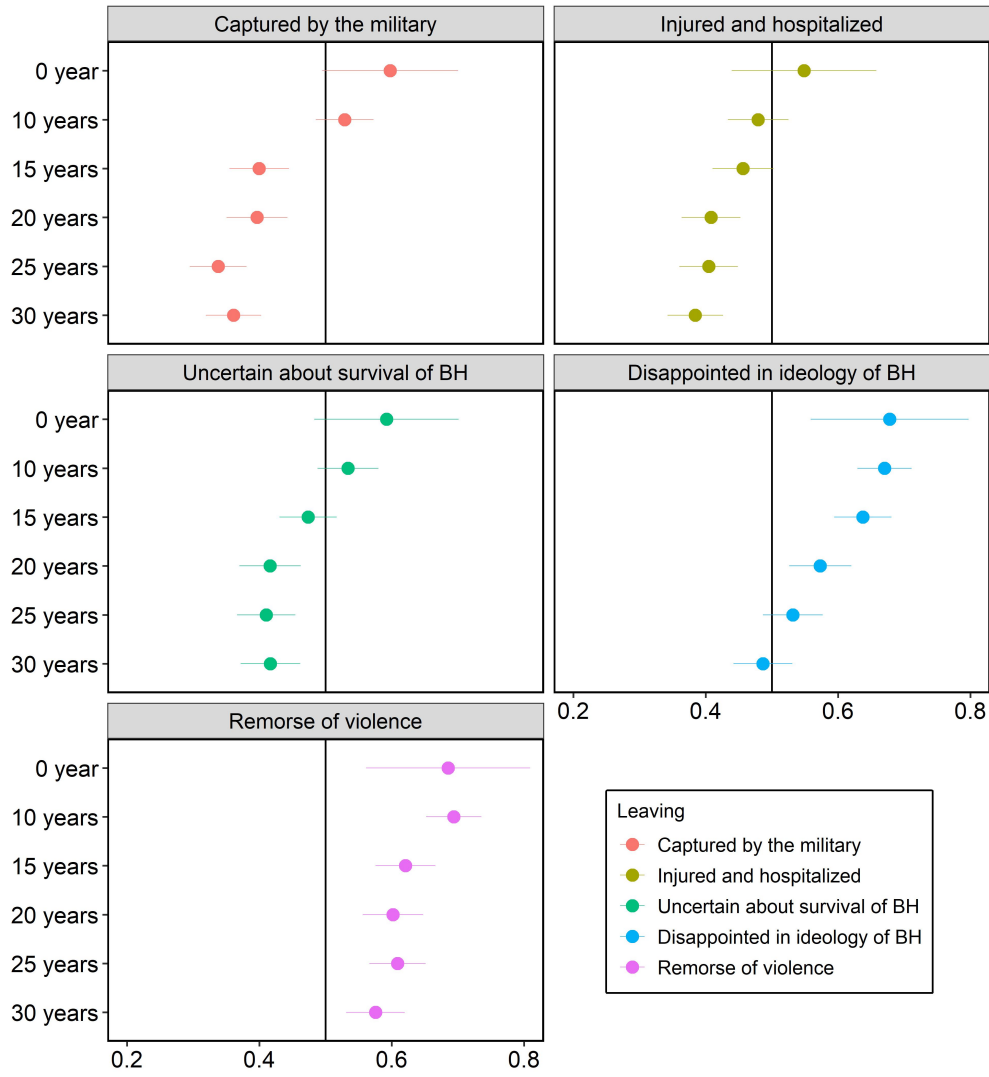 Captured by the military
Injured and hospitalized
0 year
10 years
15 years
20 years
25 years
30 years
Uncertain about survival of BH
Disappointed in ideology of BH
0 year
10 years
15 years
20 years
25 years
30 years
0.2 0.4 0.6 0.8
Remorse of violence
0 year
10 years
15 years
20 years
25 years
30 years
0.2 0.4 0.6 0.8
Leaving
Captured by the military
Injured and hospitalized
Uncertain about survival of BH
Disappointed in ideology of BH
Remorse of violence